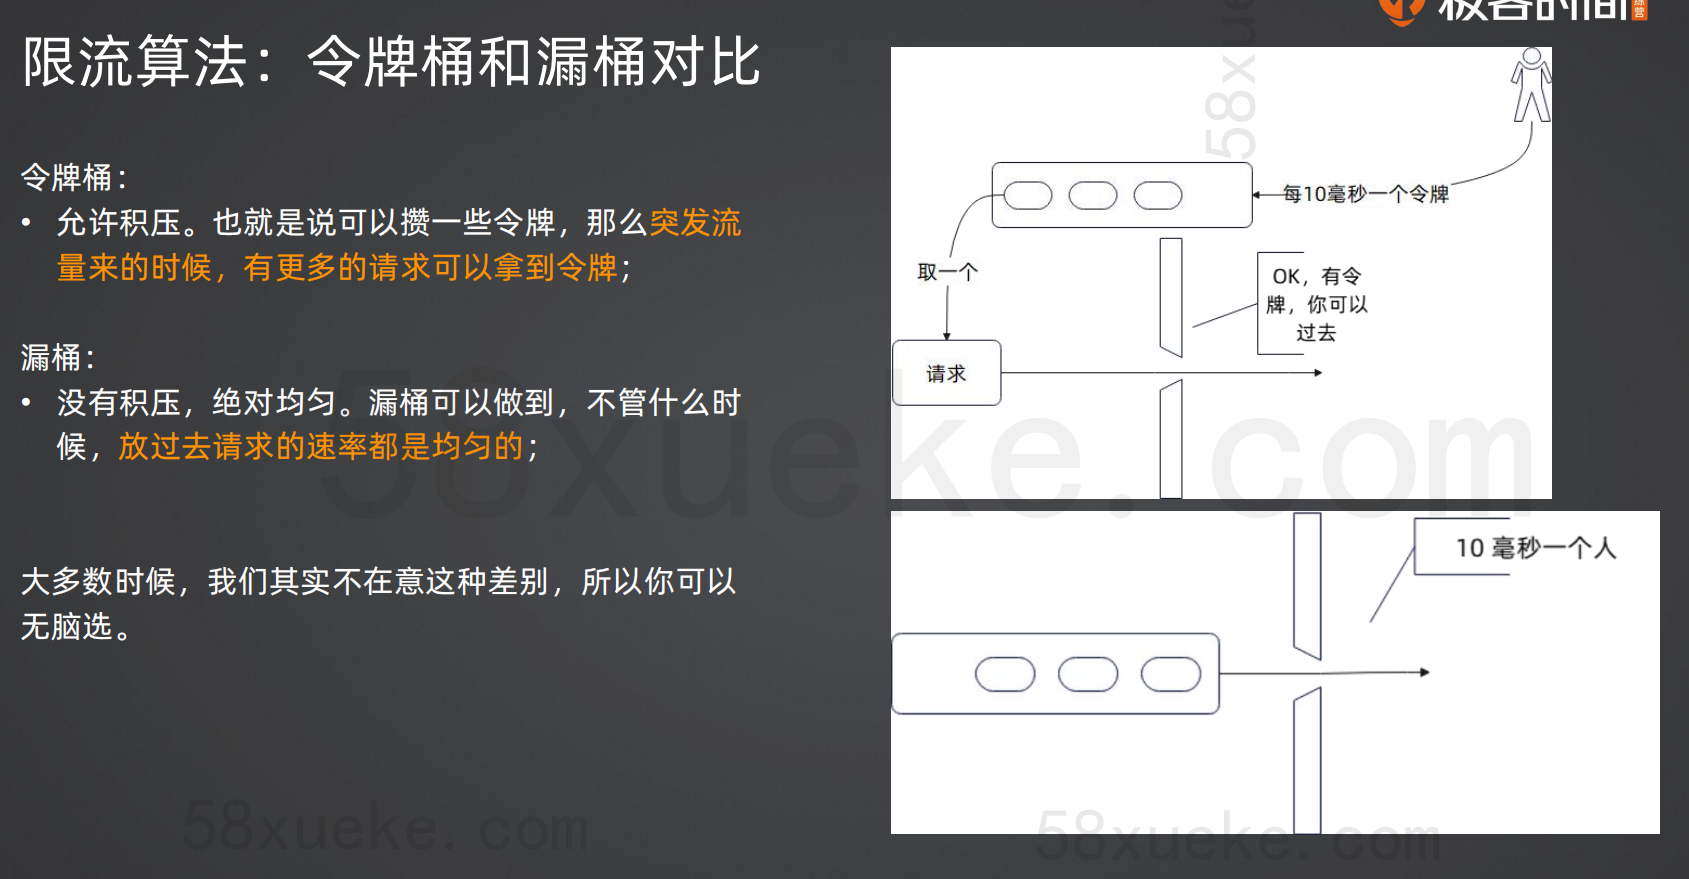 极客时间
限流算法：令牌桶和漏桶对比
令牌桶：
• 允许积压。也就是说可以攒一些令牌，那么突发流
量来的时候，有更多的请求可以拿到令牌；
漏桶：
• 没有积压，绝对均匀。漏桶可以做到，不管什么时
候，放过去请求的速率都是均匀的；
大多数时候，我们其实不在意这种差别，所以你可以
无脑选。
每10毫秒一个令牌
取一个
OK，有令
牌，你可以
过去
请求
10 毫秒一个人
58xue
58xueke.com
58xueke.com
58xueke.com